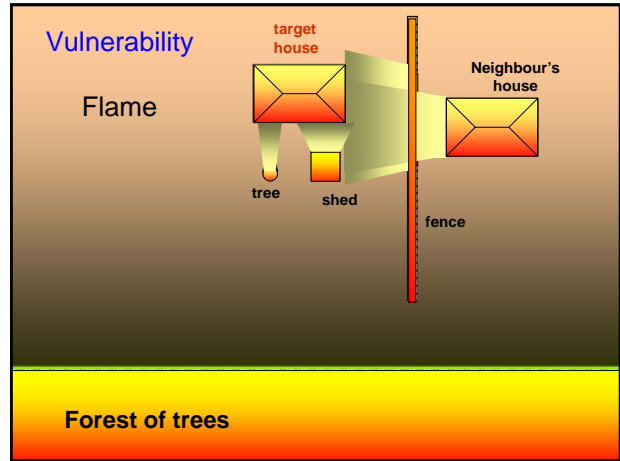 Vulnerability
Flame
target
house
Neighbour's
house
tree
shed
fence
Forest of trees